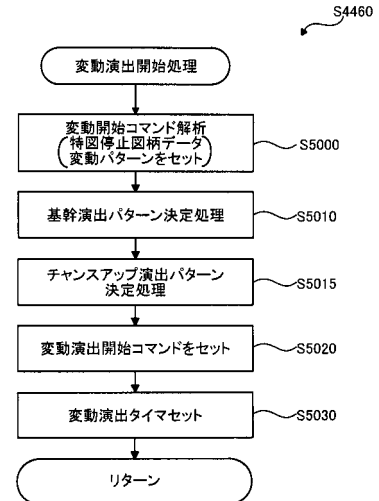 S4460
変動演出開始処理
変動開始コマンド解析
(特図停止図柄データ
変動パターンをセット)
S5000
基幹演出パターン決定処理
S5010
チャンスアップ演出パターン
決定処理
S5015
変動演出開始コマンドをセット
S5020
変動演出タイマセット
S5030
リターン